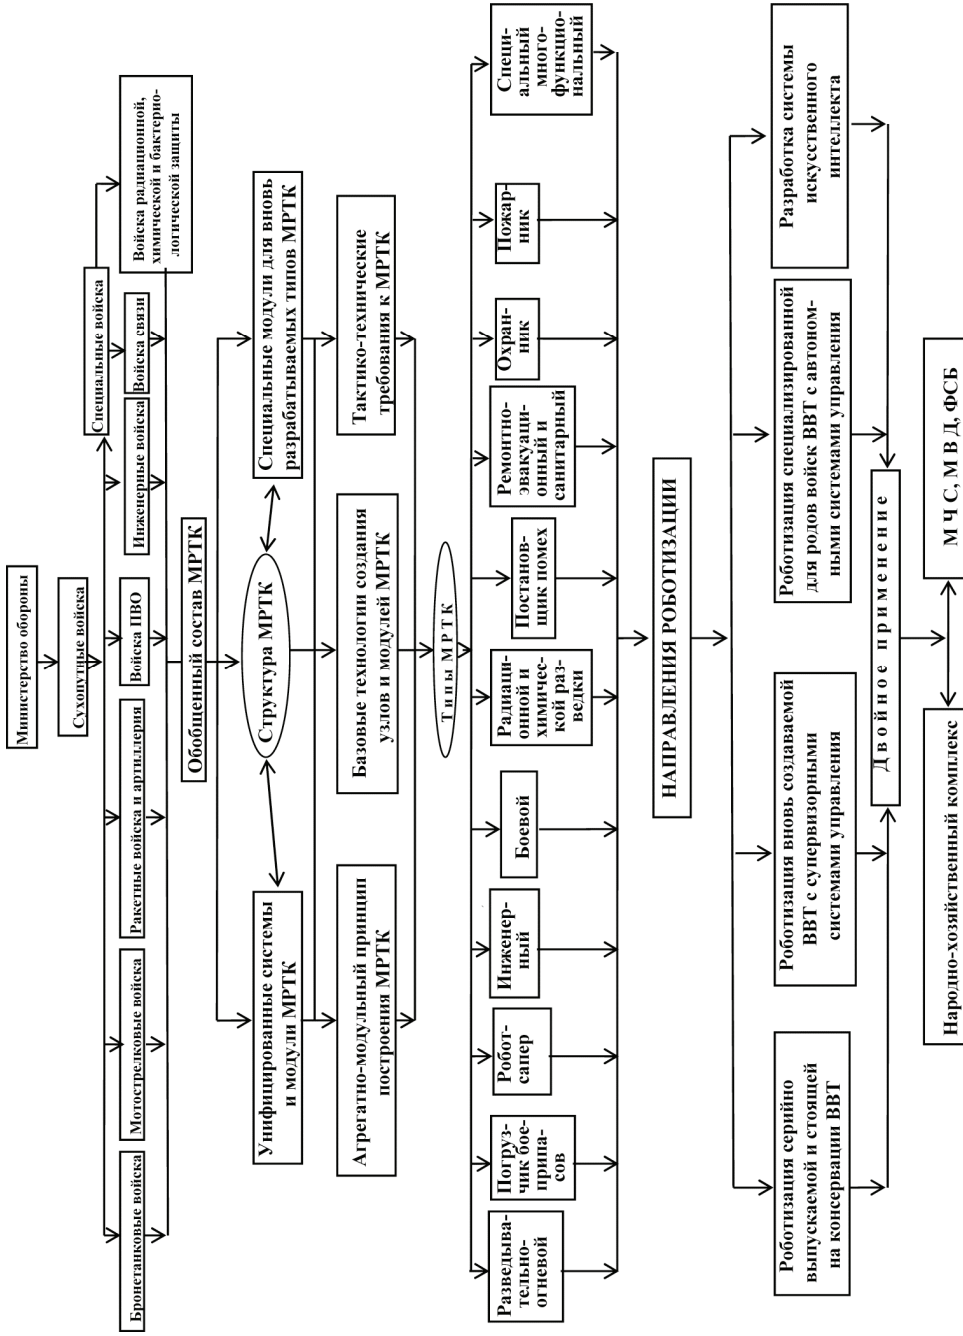 Министерство обороны
Сухопутные войска
Специальные войска
Бронетанковые войска
Мотострелковые войска
Ракетные войска и артиллерия
Войска ПВО
Инженерные войска
Войска связи
Войска радиационной,
химической и бактерио-
логической защиты
Обобщенный состав МРТК
Унифицированные системы
и модули МРТК
Структура МРТК
Специальные модули для вновь
разрабатываемых типов МРТК
Агрегатно-модульный принцип
построения МРТК
Базовые технологии создания
узлов и модулей МРТК
Тактико-технические
требования к МРТК
Типы МРТК
Разведыва-
тельно-
огневой
Погруз-
чик бое-
припа-
сов
Робот-
сапер
Инженер-
ный
Боевой
Радиаци-
онной и
химичес-
кой раз-
ведки
Постанов-
щик помех
Ремонтно-
эвакуаци-
онный и
санитарный
Охран-
ник
Пожар-
ник
Специ-
альный
много-
функцио-
нальный
НАПРАВЛЕНИЯ РОБОТИЗАЦИИ
Роботизация серийно
выпускаемой и стоящей
на консервации ВВТ
Роботизация вновь создаваемой
ВВТ с супервизорными
системами управления
Роботизация специализированной
для родов войск ВВТ с автоном-
ными системами управления
Разработка системы
искусственного
интеллекта
Двойное применение
Народно-хозяйственный комплекс
М Ч С, М В Д, ФСБ